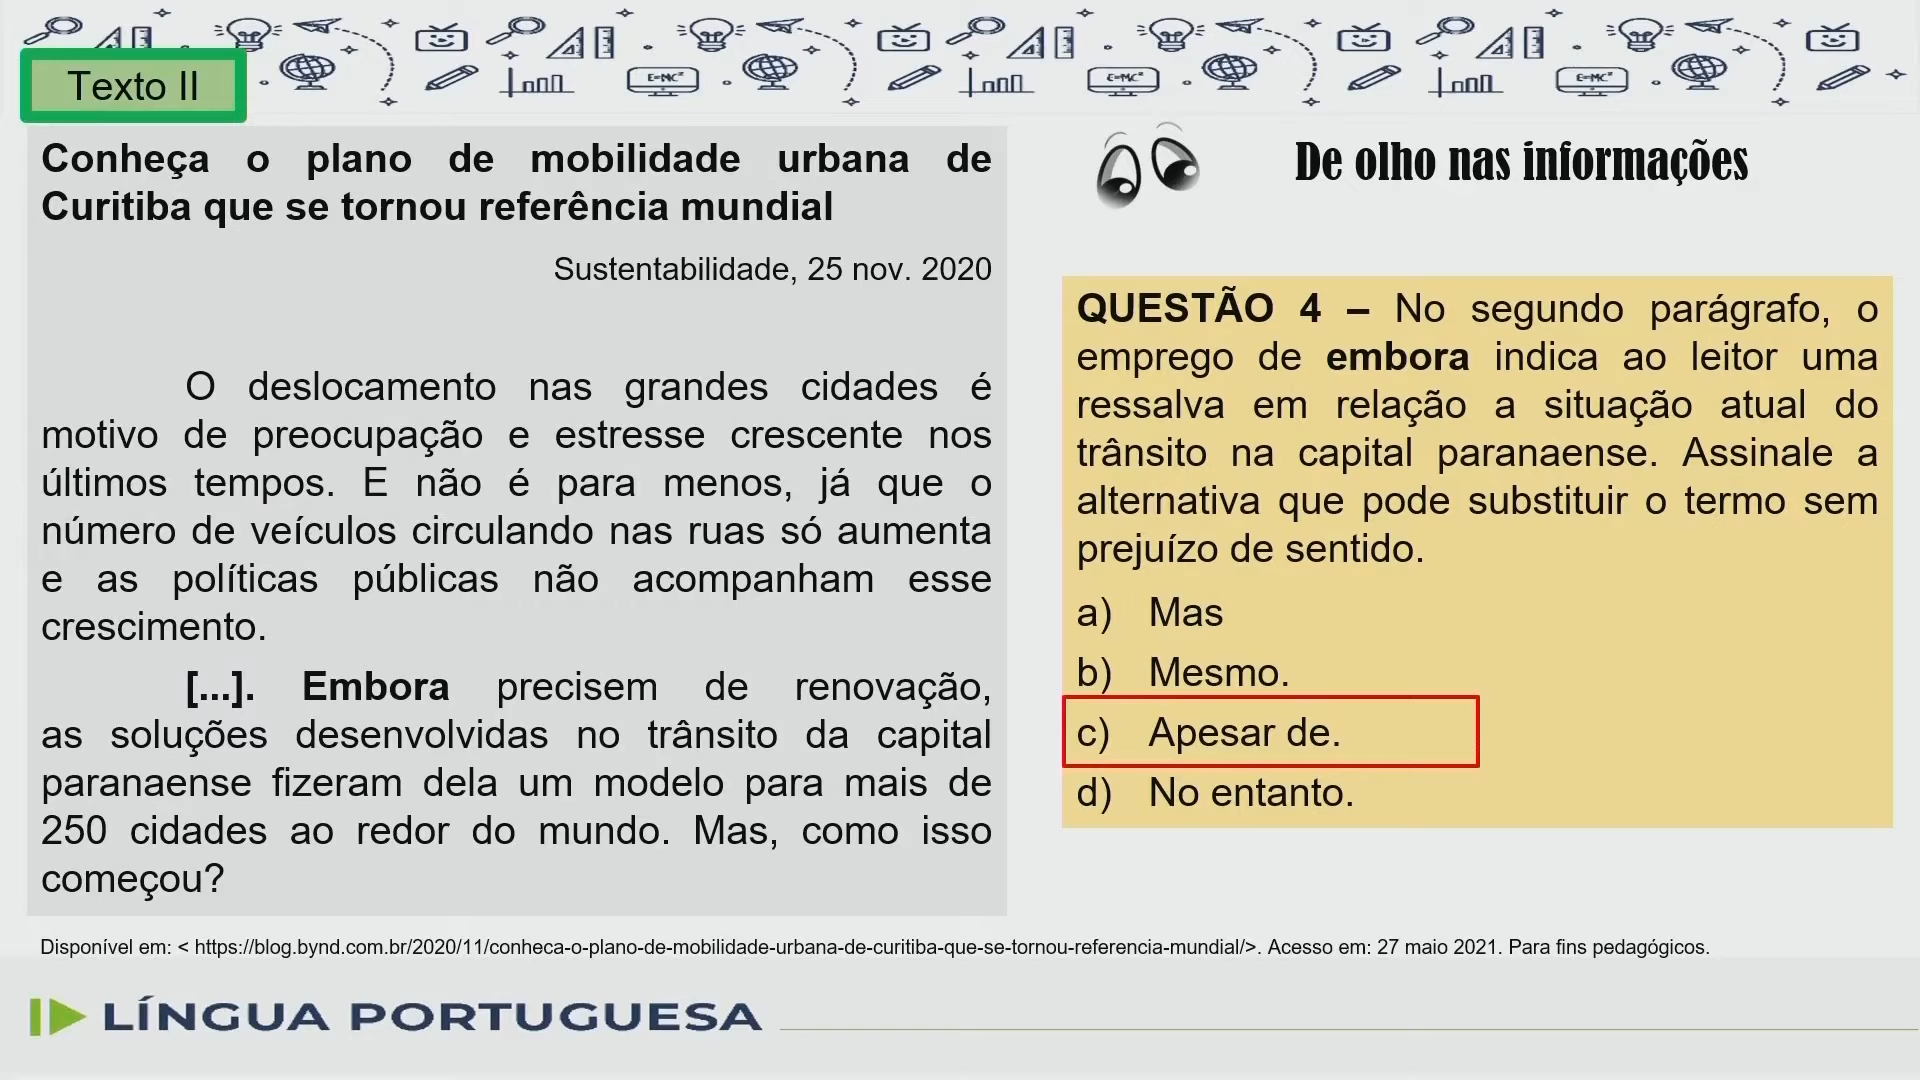 Texto II
Conheça o plano de mobilidade urbana de
Curitiba que se tornou referência mundial
Sustentabilidade, 25 nov. 2020
O deslocamento nas grandes cidades é
motivo de preocupação e estresse crescente nos
últimos tempos. E não é para menos, já que o
número de veículos circulando nas ruas só aumenta
e as políticas públicas não acompanham esse
crescimento.
[...]. Embora precisem de renovação,
as soluções desenvolvidas no trânsito da capital
paranaense fizeram dela um modelo para mais de
250 cidades ao redor do mundo. Mas, como isso
começou?
De olho nas informações
QUESTÃO 4 – No segundo parágrafo, o
emprego de embora indica ao leitor uma
ressalva em relação a situação atual do
trânsito na capital paranaense. Assinale a
alternativa que pode substituir o termo sem
prejuízo de sentido.
a) Mas
b) Mesmo.
c) Apesar de.
d) No entanto.
Disponível em: < https://blog.bynd.com.br/2020/11/conheca-o-plano-de-mobilidade-urbana-de-curitiba-que-se-tornou-referencia-mundial/>. Acesso em: 27 maio 2021. Para fins pedagógicos.
LÍNGUA PORTUGUESA
E=MC²
E=MC²
E=MC²